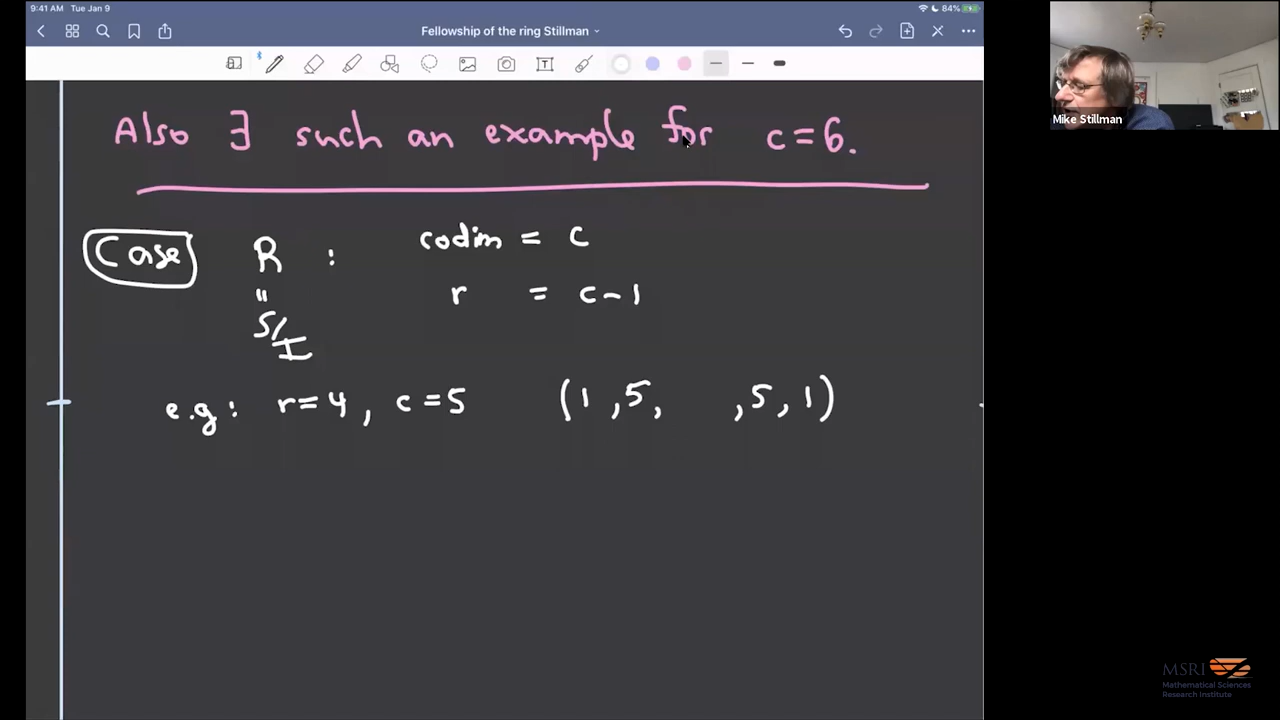 9:41 AM Tue Jan 9
84%
Fellowship of the ring Stillman
Also ∃ such an example for c=6.
Case R : codim = c
" r = c-1
S/I
e.g: r=4, c=5 (1,5, ,5,1)
Mike Stillman
MSRI
Mathematical Sciences
Research Institute